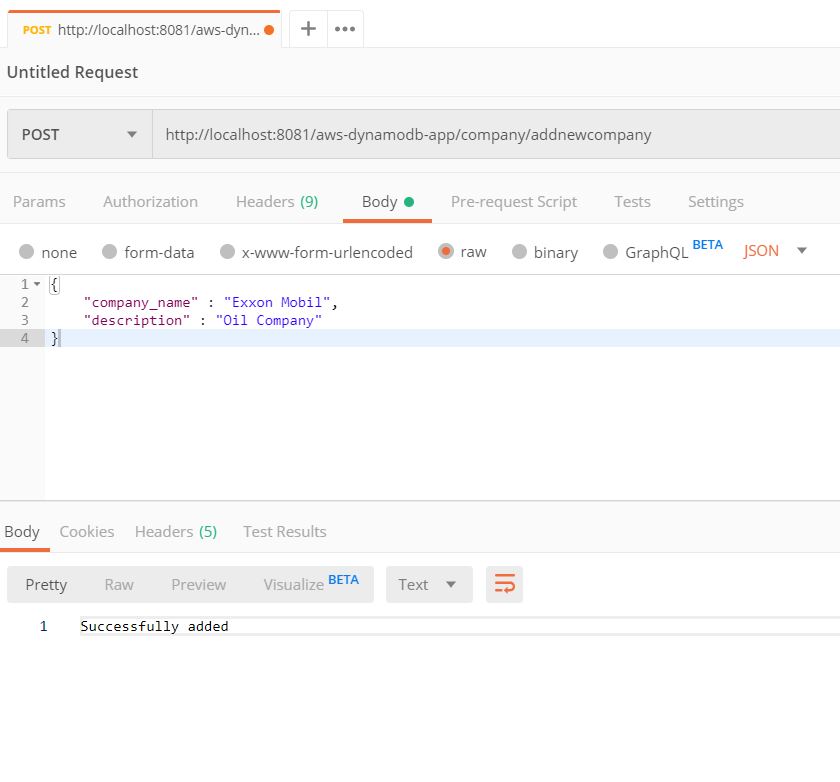 POST http://localhost:8081/aws-dyn...
Untitled Request
POST http://localhost:8081/aws-dynamodb-app/company/addnewcompany
Params Authorization Headers (9) Body Pre-request Script Tests Settings
none form-data x-www-form-urlencoded raw binary GraphQL BETA JSON
1 {
2 "company_name" : "Exxon Mobil",
3 "description" : "Oil Company"
4 }
Body Cookies Headers (5) Test Results
Pretty Raw Preview Visualize BETA Text
1 Successfully added